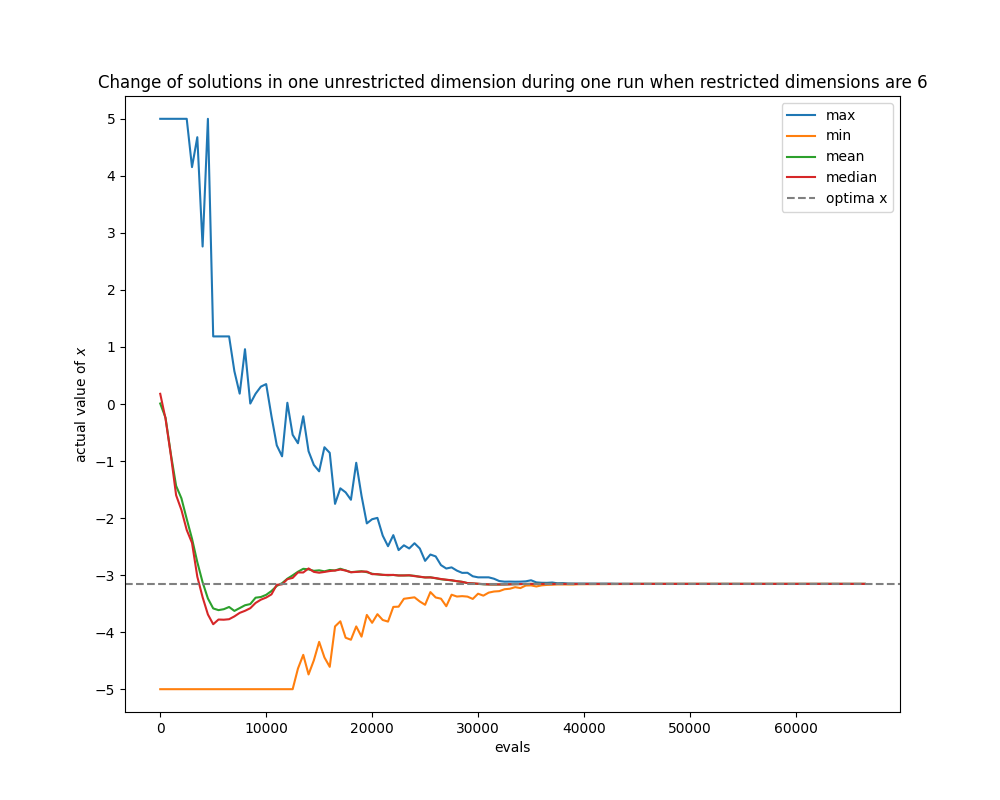 Change of solutions in one unrestricted dimension during one run when restricted dimensions are 6
max
min
mean
median
optima x
5
4
3
2
1
0
−1
−2
−3
−4
−5
actual value of x
0
10000
20000
30000
40000
50000
60000
evals